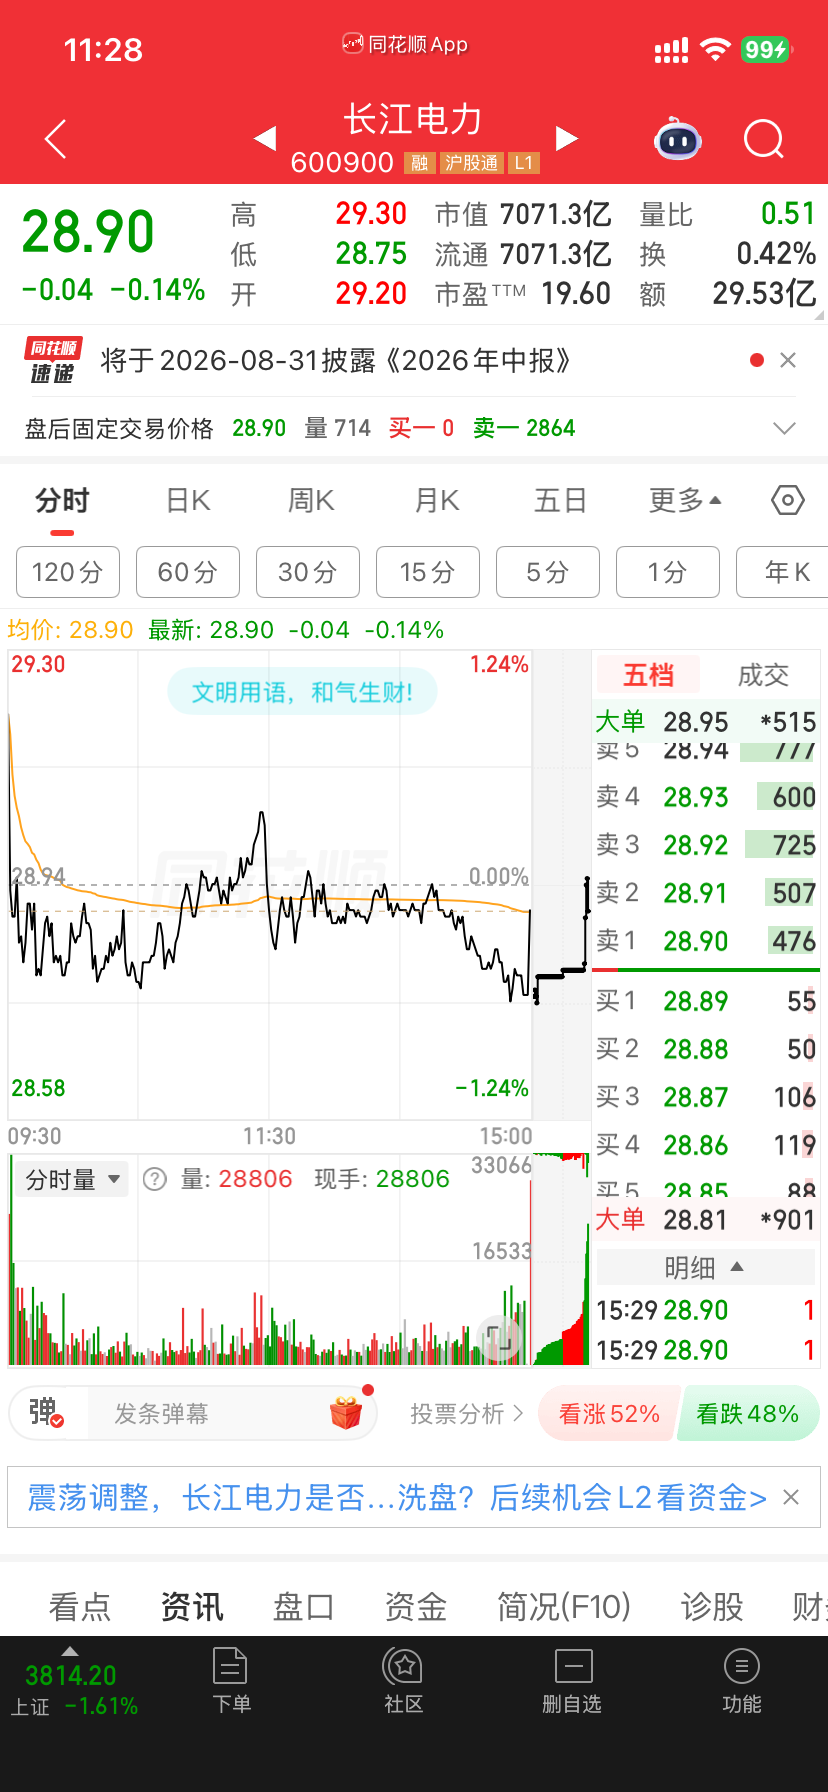 11:28
同花顺App
99
长江电力
600900 融 沪股通 L1
28.90
-0.04 -0.14%
高 29.30 市值 7071.3亿 量比 0.51
低 28.75 流通 7071.3亿 换 0.42%
开 29.20 市盈TTM 19.60 额 29.53亿
同花顺
速递
将于2026-08-31披露《2026年中报》
盘后固定交易价格 28.90 量 714 买一 0 卖一 2864
分时 日K 周K 月K 五日 更多
120分 60分 30分 15分 5分 1分 年K
均价: 28.90 最新: 28.90 -0.04 -0.14%
29.30 1.24%
文明用语，和气生财!
同花顺
28.94 0.00%
28.58 -1.24%
09:30 11:30 15:00
分时量 量: 28806 现手: 28806 33066
16533
五档 成交
大单 28.95 *515
卖5 28.94 777
卖4 28.93 600
卖3 28.92 725
卖2 28.91 507
卖1 28.90 476
买1 28.89 55
买2 28.88 50
买3 28.87 106
买4 28.86 119
买5 28.85 88
大单 28.81 *901
明细
15:29 28.90 1
15:29 28.90 1
弹 发条弹幕 投票分析 看涨52% 看跌48%
震荡调整，长江电力是否...洗盘？后续机会L2看资金>
看点 资讯 盘口 资金 简况(F10) 诊股
3814.20
上证 -1.61%
下单 社区 删自选 功能